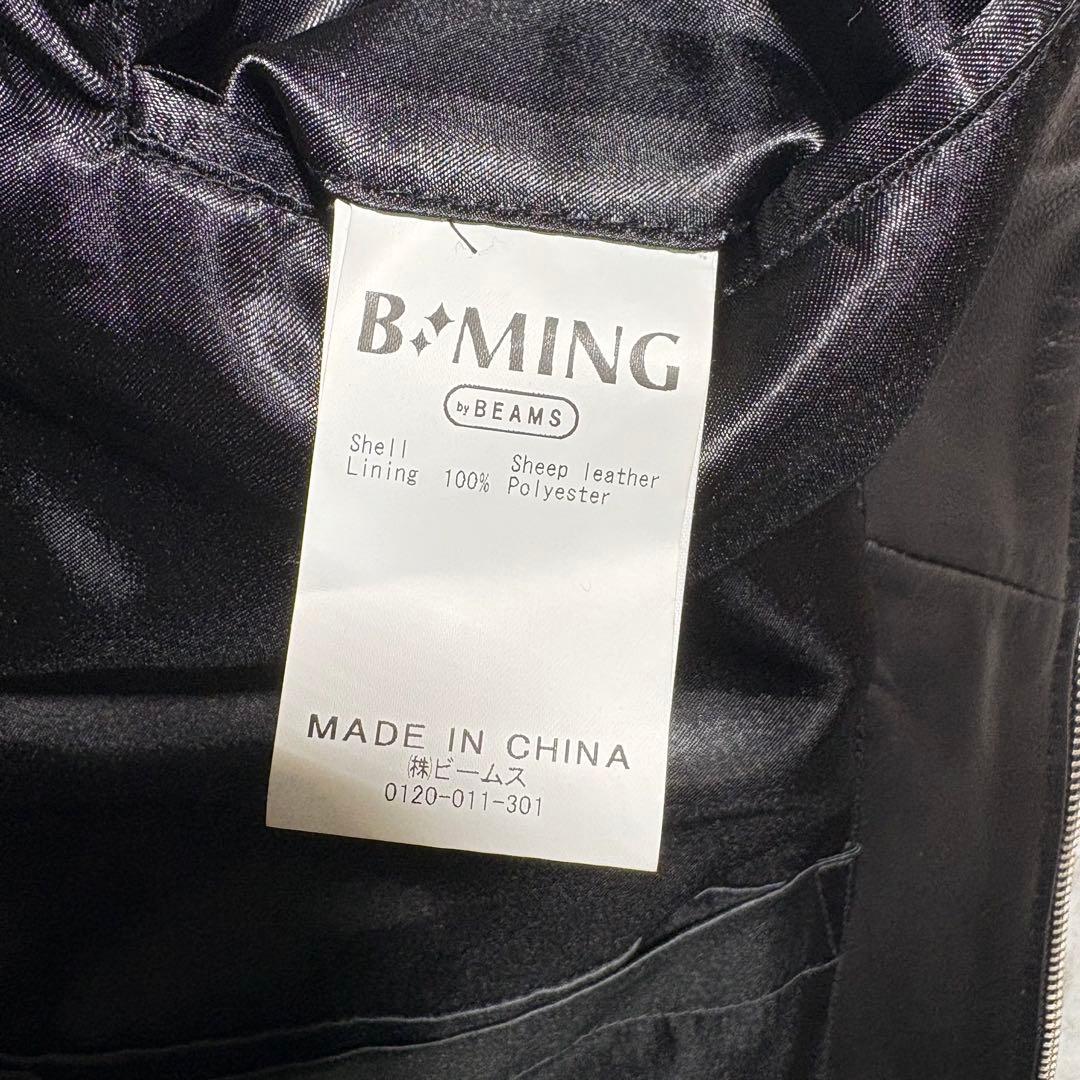 B MING
by BEAMS
Shell Sheep leather
Lining 100% Polyester
MADE IN CHINA
㈱ビームス
0120-011-301